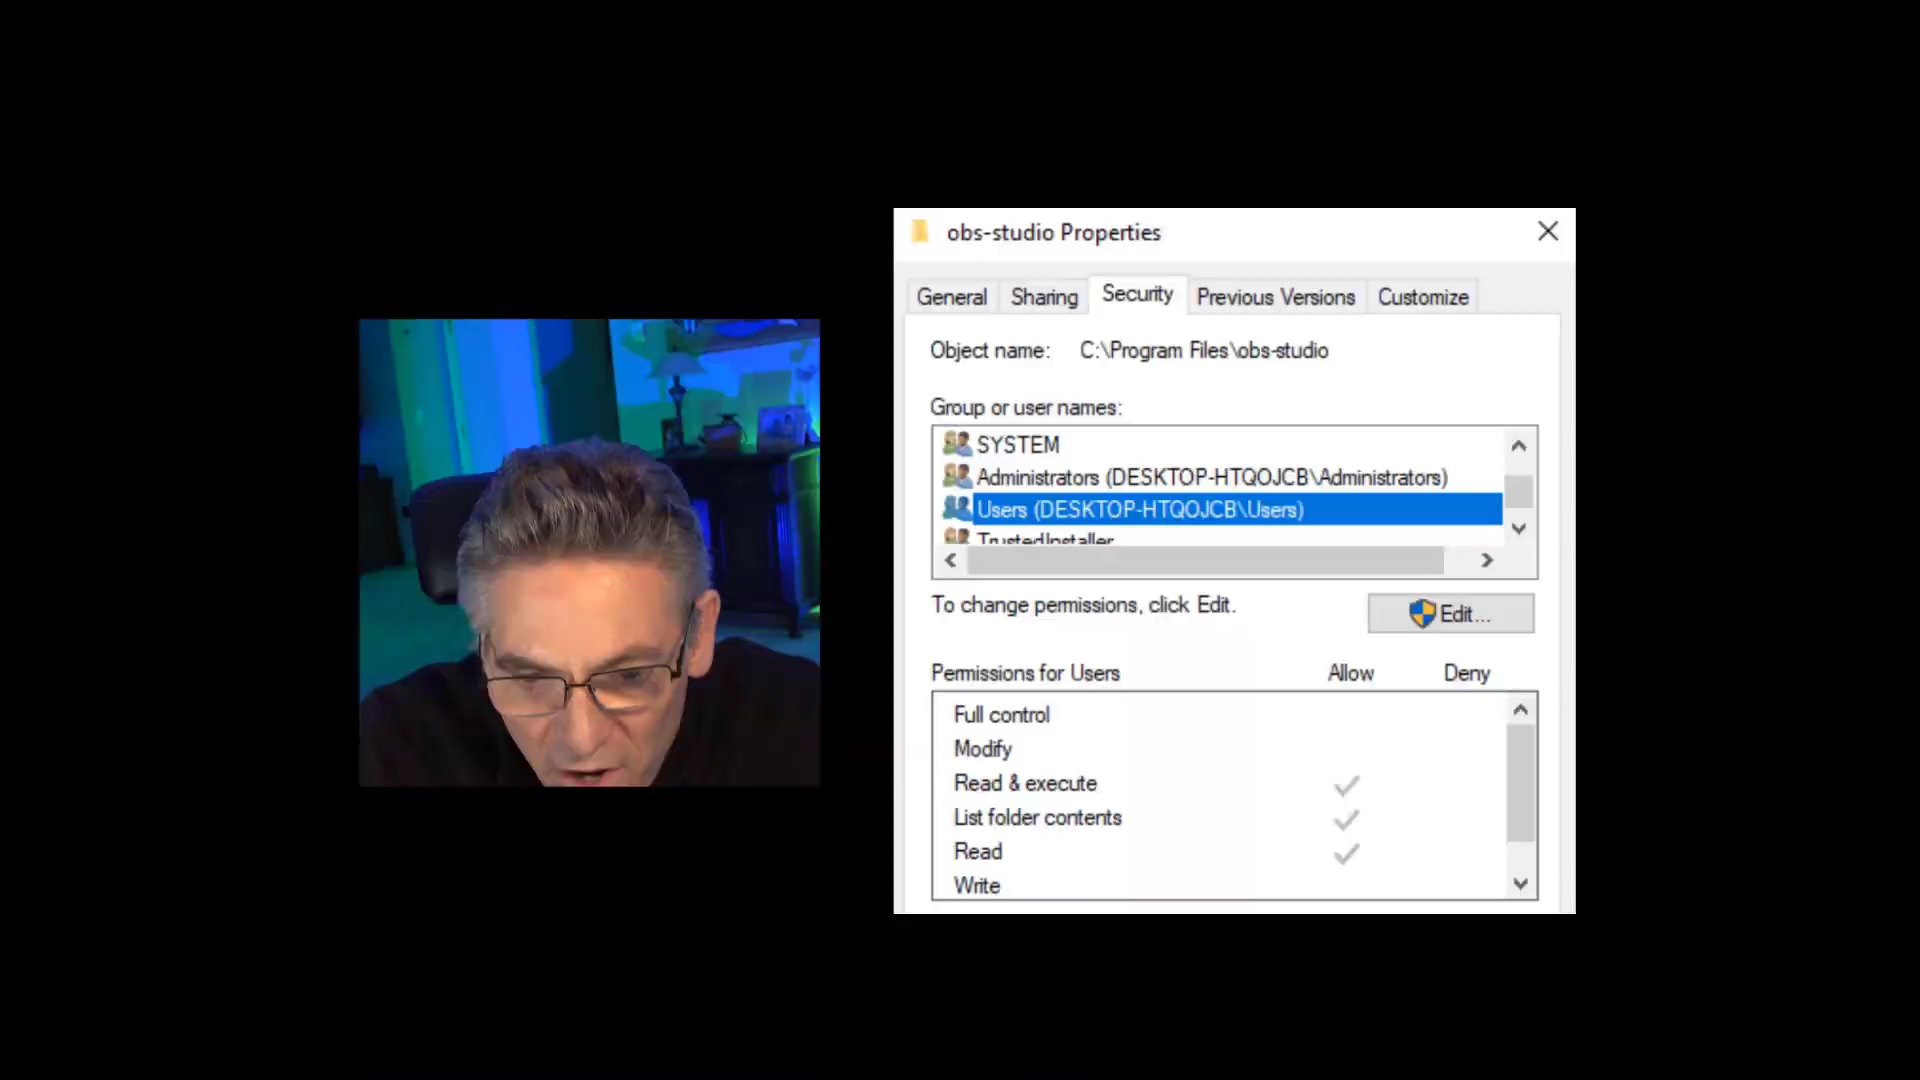 obs-studio Properties
General Sharing Security Previous Versions Customize
Object name: C:\Program Files\obs-studio
Group or user names:
SYSTEM
Administrators (DESKTOP-HTQOJCB\Administrators)
Users (DESKTOP-HTQOJCB\Users)
TrustedInstaller
To change permissions, click Edit.
Edit...
Permissions for Users Allow Deny
Full control
Modify
Read & execute
List folder contents
Read
Write